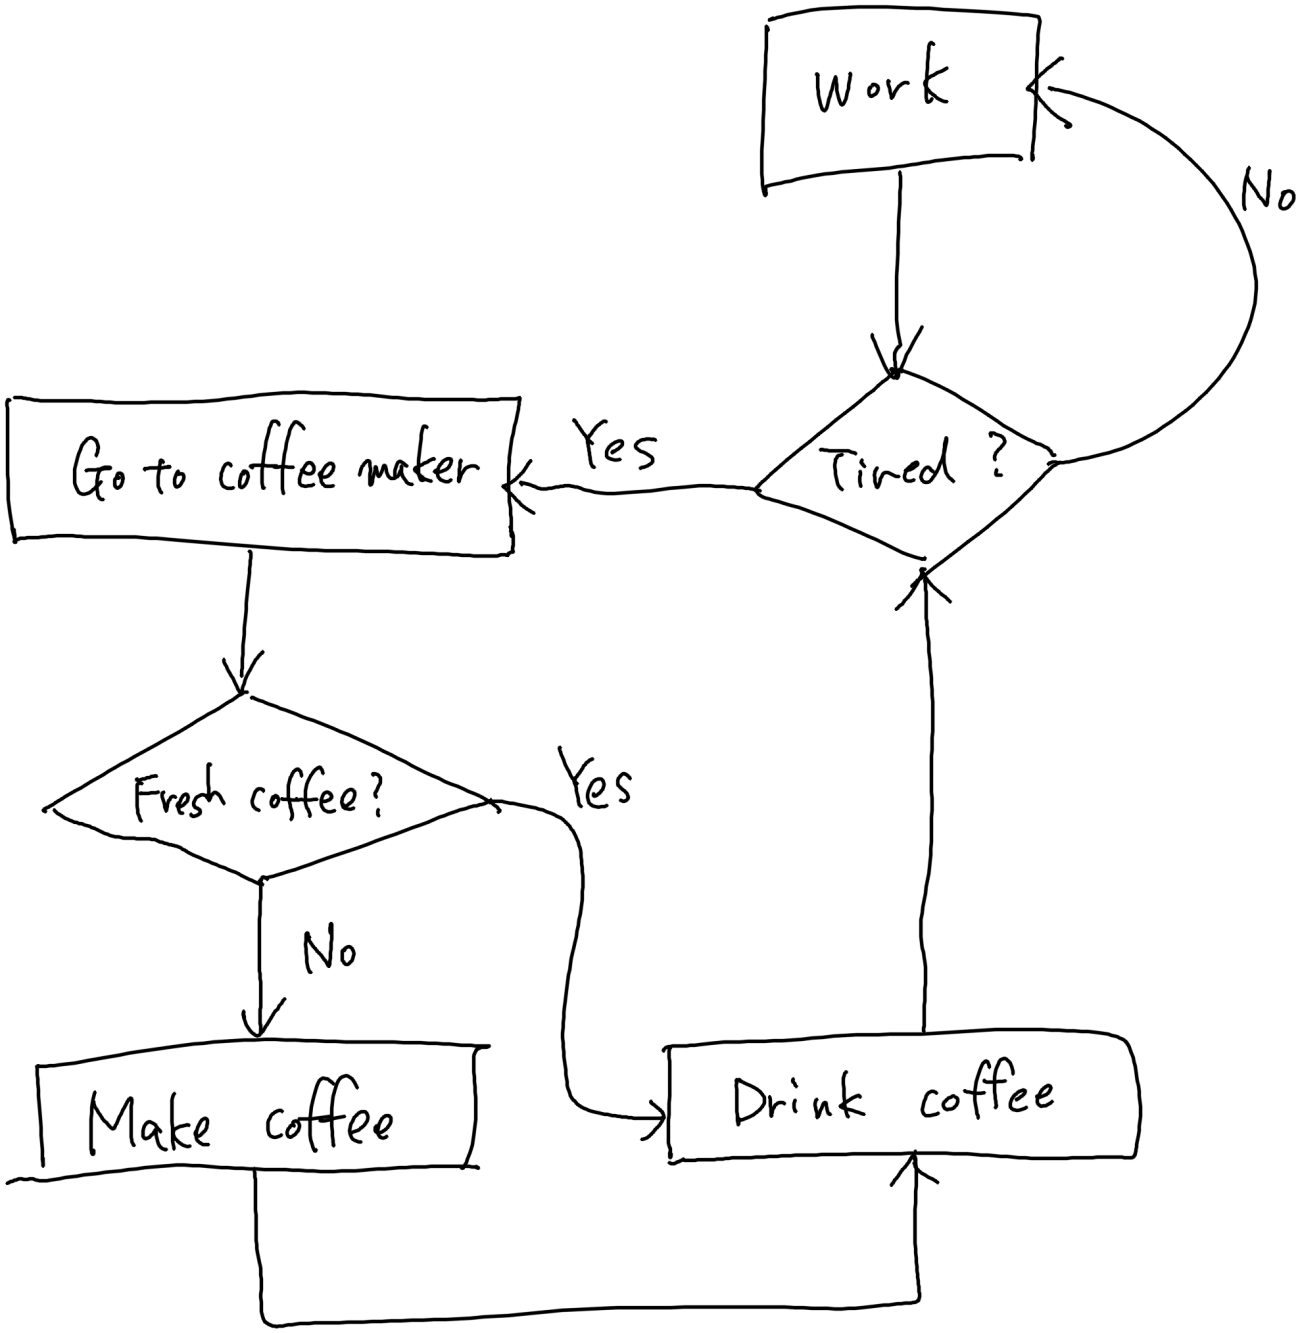 Work
No
Tired?
Yes
Go to coffee maker
Fresh coffee?
Yes
No
Make coffee
Drink coffee